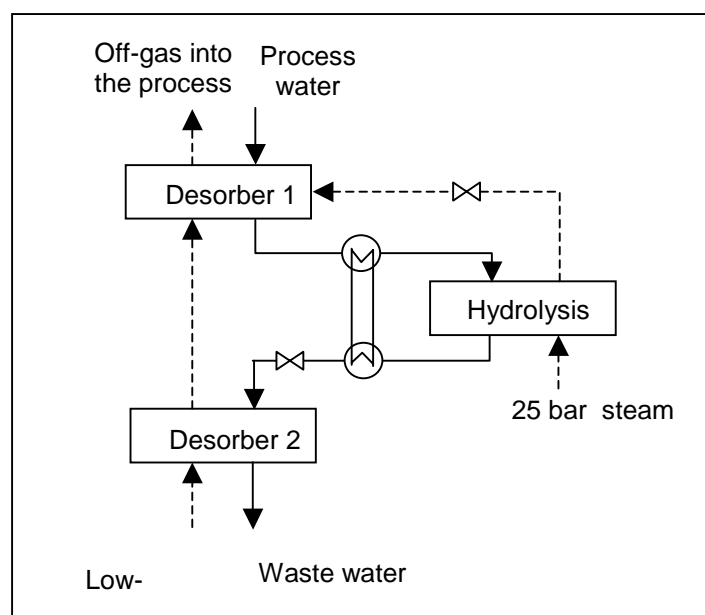 Off-gas into
the process
Process
water
Desorber 1
Hydrolysis
25 bar steam
Desorber 2
Low-
Waste water